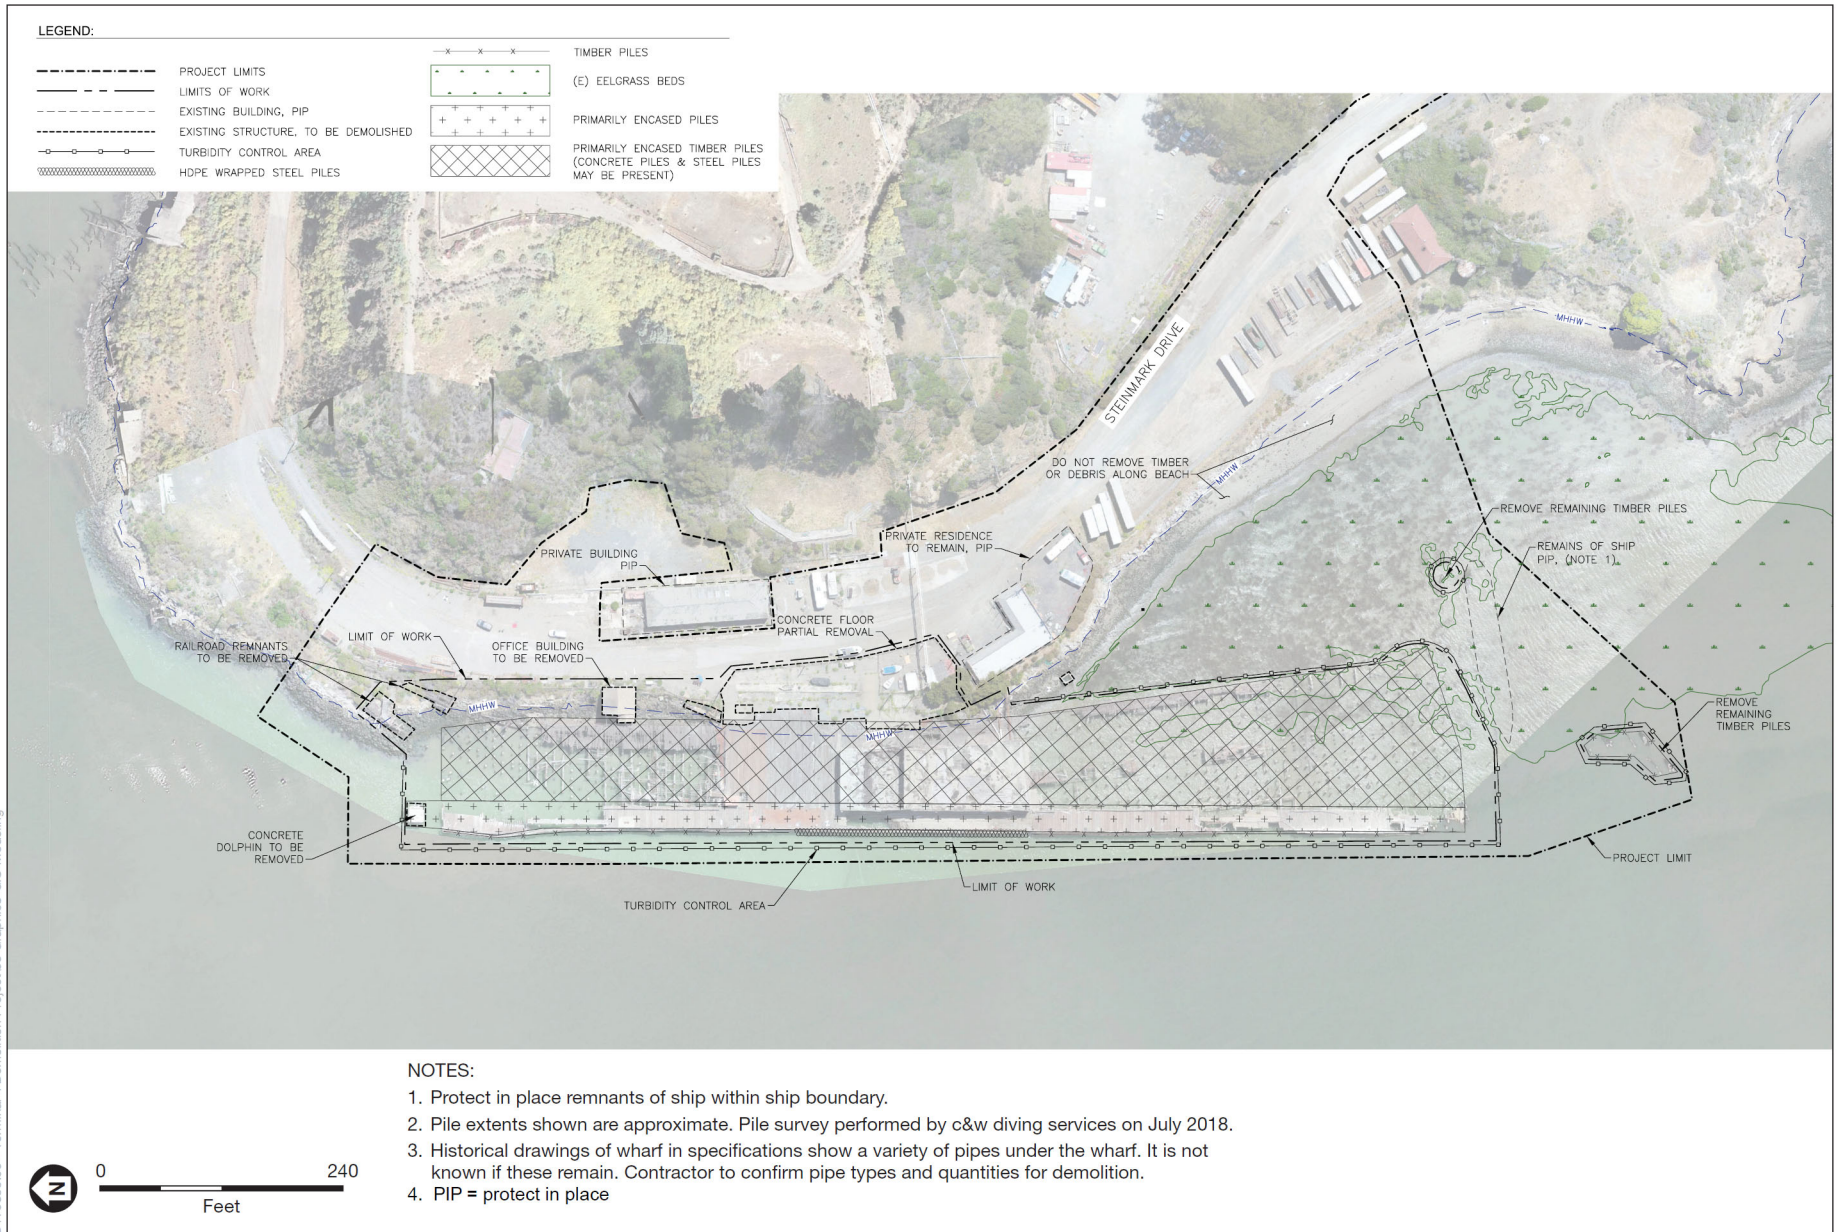 LEGEND:
PROJECT LIMITS
LIMITS OF WORK
EXISTING BUILDING, PIP
EXISTING STRUCTURE, TO BE DEMOLISHED
TURBIDITY CONTROL AREA
HDPE WRAPPED STEEL PILES
TIMBER PILES
(E) EELGRASS BEDS
PRIMARILY ENCASED PILES
PRIMARILY ENCASED TIMBER PILES
(CONCRETE PILES & STEEL PILES
MAY BE PRESENT)
MHHW
STEINMARK DRIVE
DO NOT REMOVE TIMBER
OR DEBRIS ALONG BEACH
MHHW
REMOVE REMAINING TIMBER PILES
REMAINS OF SHIP
PIP, (NOTE 1)
PRIVATE RESIDENCE
TO REMAIN, PIP
PRIVATE BUILDING
PIP
CONCRETE FLOOR
PARTIAL REMOVAL
LIMIT OF WORK
RAILROAD REMNANTS
TO BE REMOVED
OFFICE BUILDING
TO BE REMOVED
MHHW
MHHW
REMOVE
REMAINING
TIMBER PILES
CONCRETE
DOLPHIN TO BE
REMOVED
PROJECT LIMIT
LIMIT OF WORK
TURBIDITY CONTROL AREA
NOTES:
1. Protect in place remnants of ship within ship boundary.
2. Pile extents shown are approximate. Pile survey performed by c&w diving services on July 2018.
3. Historical drawings of wharf in specifications show a variety of pipes under the wharf. It is not
known if these remain. Contractor to confirm pipe types and quantities for demolition.
4. PIP = protect in place
N
0 240
Feet